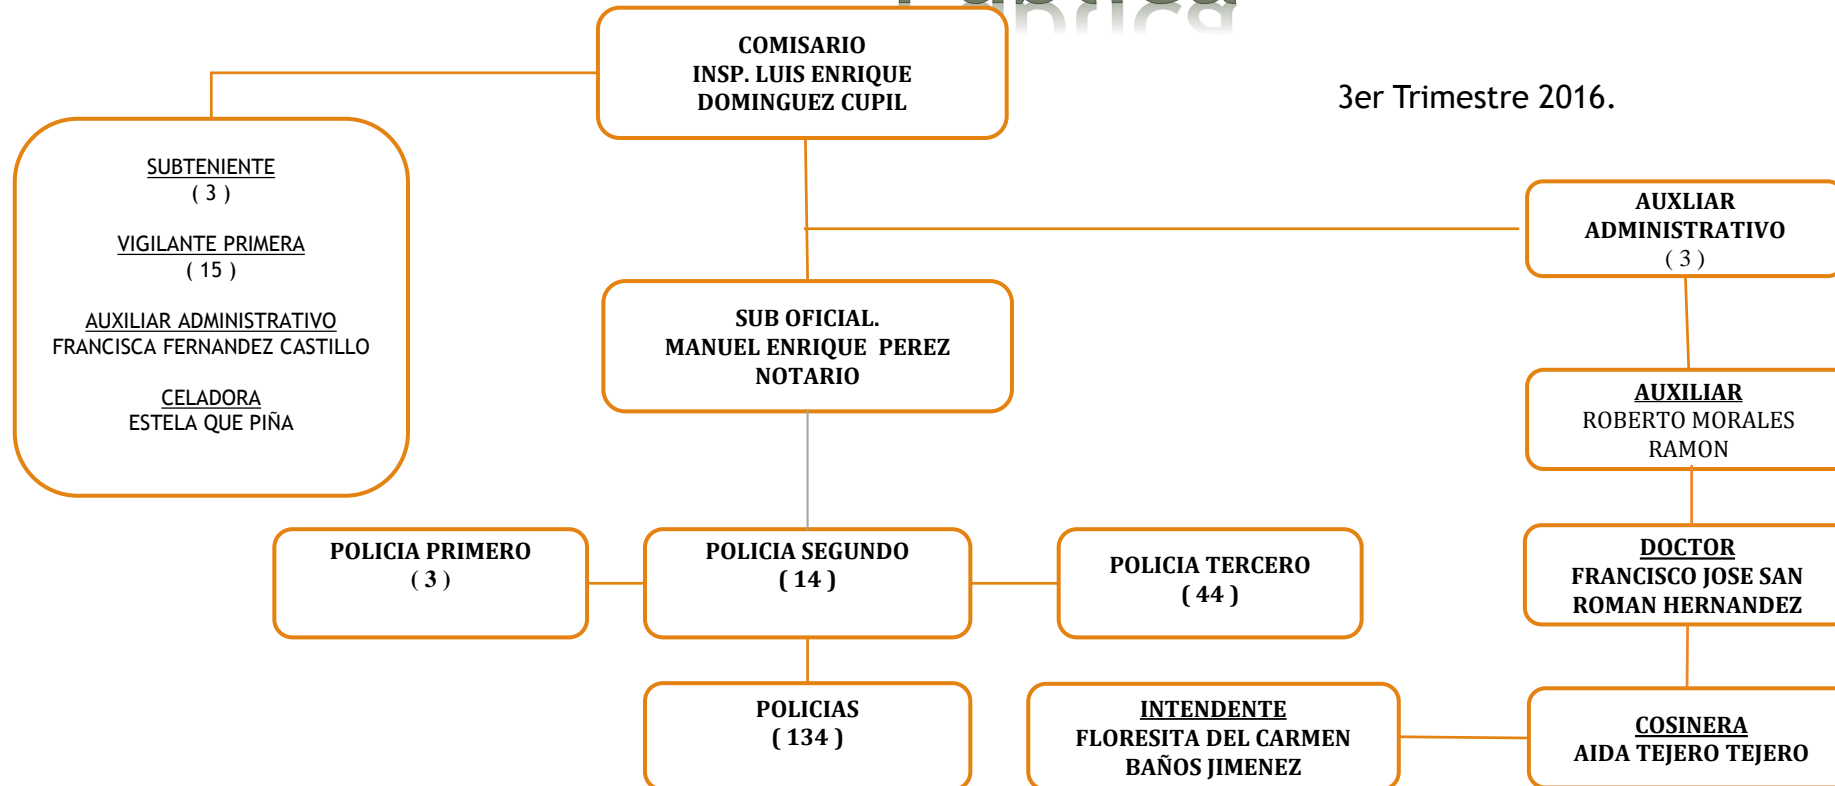 COMISARIO
INSP. LUIS ENRIQUE
DOMINGUEZ CUPIL
3er Trimestre 2016.
SUBTENIENTE
( 3 )
VIGILANTE PRIMERA
( 15 )
AUXILIAR ADMINISTRATIVO
FRANCISCA FERNANDEZ CASTILLO
CELADORA
ESTELA QUE PIÑA
AUXLIAR
ADMINISTRATIVO
( 3 )
SUB OFICIAL.
MANUEL ENRIQUE PEREZ
NOTARIO
AUXILIAR
ROBERTO MORALES
RAMON
POLICIA PRIMERO
( 3 )
POLICIA SEGUNDO
( 14 )
POLICIA TERCERO
( 44 )
DOCTOR
FRANCISCO JOSE SAN
ROMAN HERNANDEZ
POLICIAS
( 134 )
INTENDENTE
FLORESITA DEL CARMEN
BAÑOS JIMENEZ
COSINERA
AIDA TEJERO TEJERO